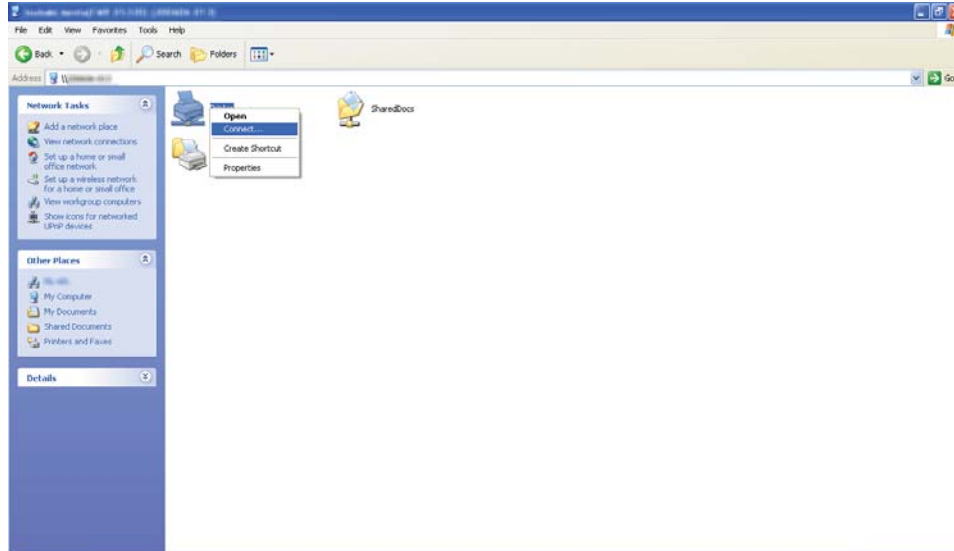 File Edit View Favorites Tools Help
Back Search Folders
Address \\ Go
Network Tasks
Add a network place
View network connections
Set up a home or small
office network
Set up a wireless network
for a home or small office
View workgroup computers
Show icons for networked
UPnP devices
Other Places
My Computer
My Documents
Shared Documents
Printers and Faxes
Details
Open
Connect...
Create Shortcut
Properties
SharedDocs